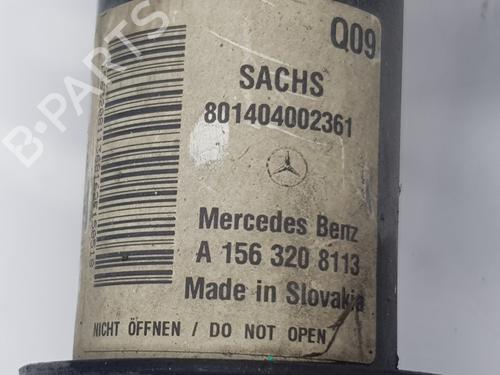 Q09
SACHS
801404002361
Mercedes Benz
A 156 320 8113
Made in Slovakia
NICHT ÖFFNEN / DO NOT OPEN
B-PARTS